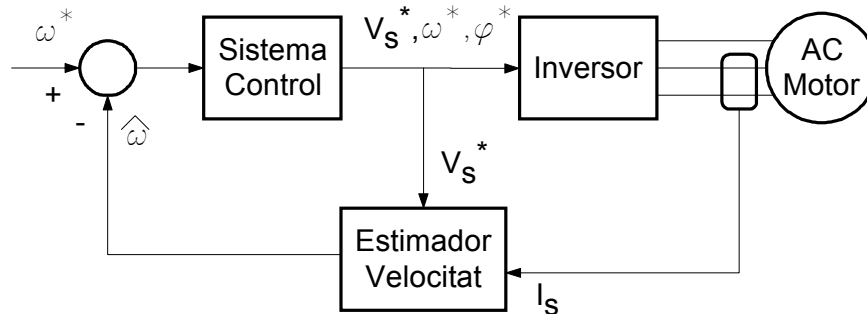 ω*
+
-
ω̂
Sistema
Control
Vs*, ω*, φ*
Inversor
AC
Motor
Vs*
Estimador
Velocitat
Is